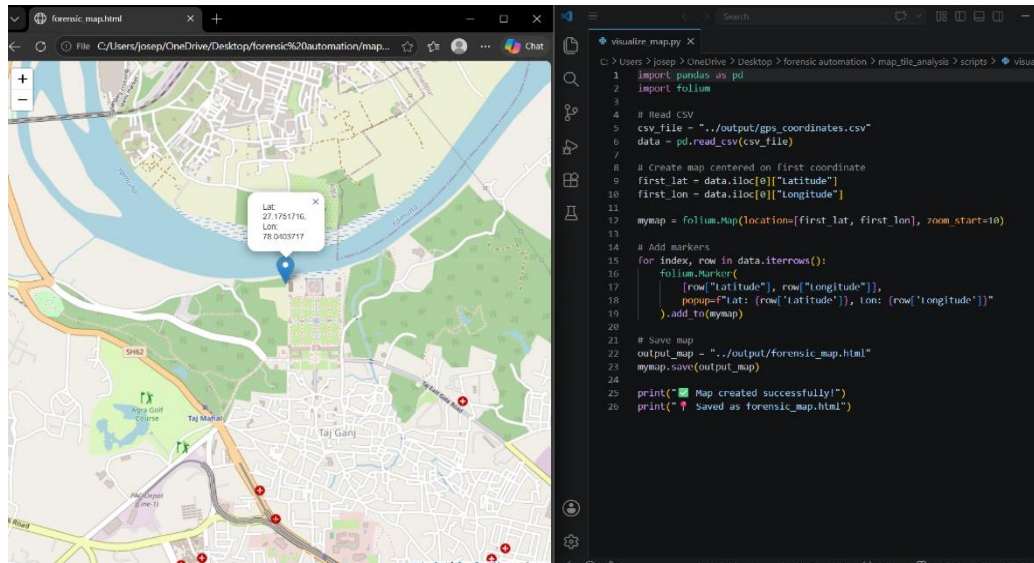 forensic_map.html
File
C:/Users/josep/OneDrive/Desktop/forensic%20automation/map...
Chat
+
−
Yamuna
Lat:
27.1751716,
Lon:
78.0403717
SH62
Agra Golf
Course
Taj Mahal
Taj Ganj
Taj East Gate Road
PAC Depot
(Line-1)
Road
Search
visualize_map.py
C: > Users > josep > OneDrive > Desktop > forensic automation > map_tile_analysis > scripts > visua
1 import pandas as pd
2 import folium
3
4 # Read CSV
5 csv_file = "../output/gps_coordinates.csv"
6 data = pd.read_csv(csv_file)
7
8 # Create map centered on first coordinate
9 first_lat = data.iloc[0]["Latitude"]
10 first_lon = data.iloc[0]["Longitude"]
11
12 mymap = folium.Map(location=[first_lat, first_lon], zoom_start=10)
13
14 # Add markers
15 for index, row in data.iterrows():
16     folium.Marker(
17         [row["Latitude"], row["Longitude"]],
18         popup=f"Lat: {row['Latitude']}, Lon: {row['Longitude']}"
19     ).add_to(mymap)
20
21 # Save map
22 output_map = "../output/forensic_map.html"
23 mymap.save(output_map)
24
25 print("✅ Map created successfully!")
26 print("📍 Saved as forensic_map.html")